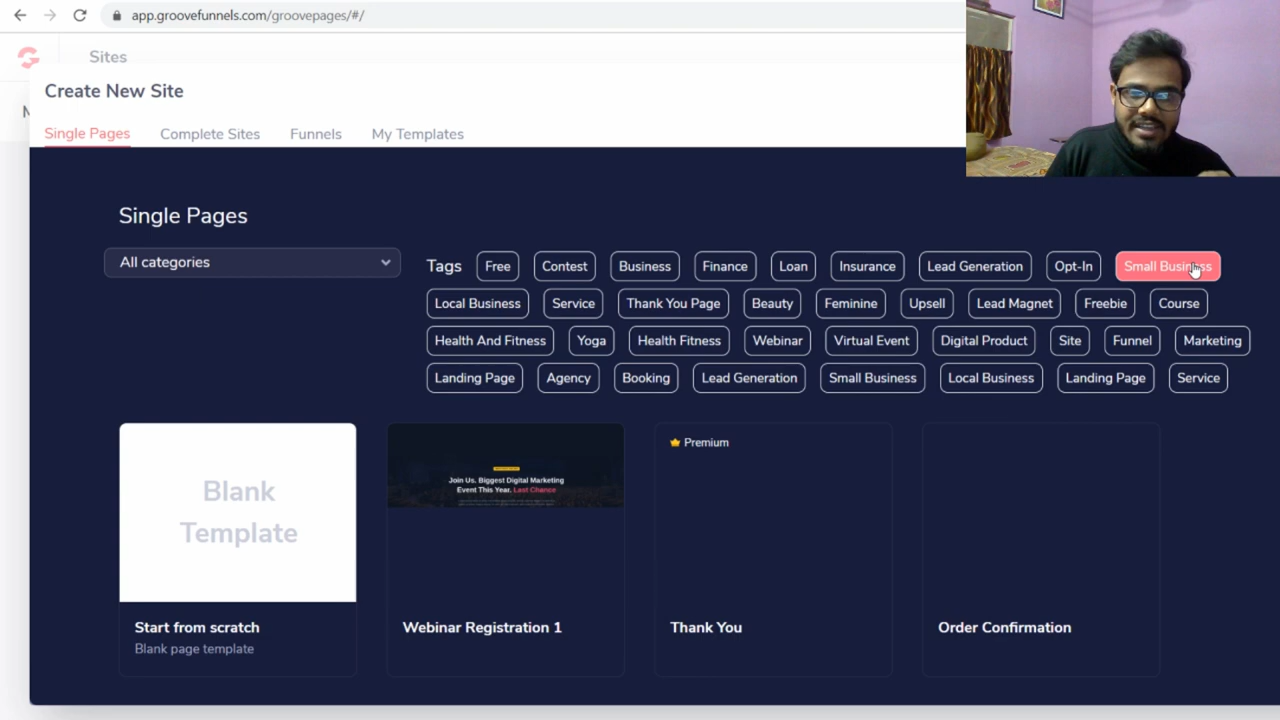 app.groovefunnels.com/groovepages/#/
Sites
Create New Site
Single Pages Complete Sites Funnels My Templates
Single Pages
All categories
Tags Free Contest Business Finance Loan Insurance Lead Generation Opt-In Small Business
Local Business Service Thank You Page Beauty Feminine Upsell Lead Magnet Freebie Course
Health And Fitness Yoga Health Fitness Webinar Virtual Event Digital Product Site Funnel Marketing
Landing Page Agency Booking Lead Generation Small Business Local Business Landing Page Service
Blank
Template
Join Us. Biggest Digital Marketing
Event This Year. Last Chance
Premium
Start from scratch
Blank page template
Webinar Registration 1
Thank You
Order Confirmation